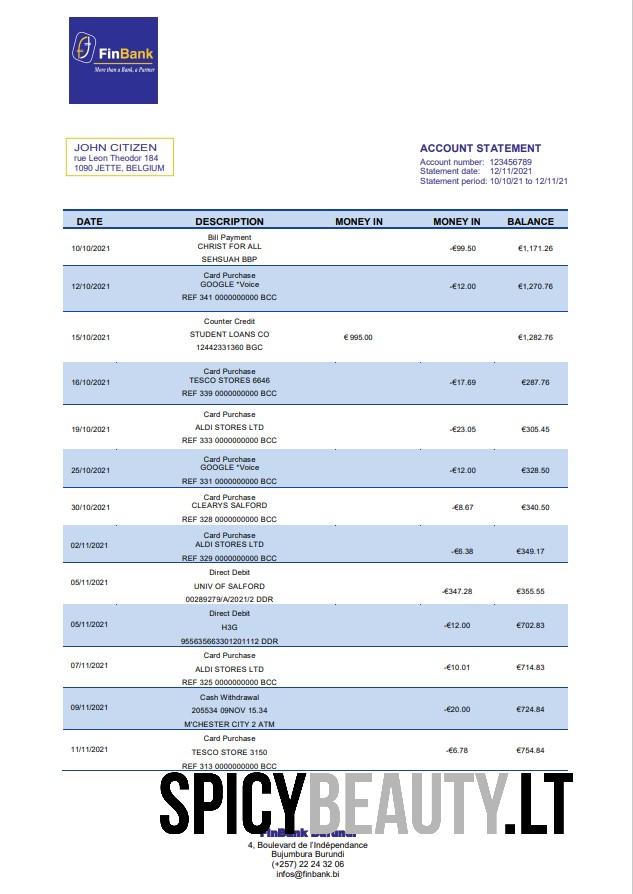 FinBank
More than a Bank, a Partner
JOHN CITIZEN
rue Leon Theodor 184
1090 JETTE, BELGIUM
ACCOUNT STATEMENT
Account number: 123456789
Statement date: 12/11/2021
Statement period: 10/10/21 to 12/11/21
DATE DESCRIPTION MONEY IN MONEY IN BALANCE
Bill Payment
10/10/2021 CHRIST FOR ALL -€99.50 €1,171.26
SEHSUAH BBP
Card Purchase
12/10/2021 GOOGLE *Voice -€12.00 €1,270.76
REF 341 0000000000 BCC
Counter Credit
15/10/2021 STUDENT LOANS CO € 995.00 €1,282.76
12442331360 BGC
Card Purchase
16/10/2021 TESCO STORES 6646 -€17.69 €287.76
REF 339 0000000000 BCC
Card Purchase
19/10/2021 ALDI STORES LTD -€23.05 €305.45
REF 333 0000000000 BCC
Card Purchase
25/10/2021 GOOGLE *Voice -€12.00 €328.50
REF 331 0000000000 BCC
Card Purchase
30/10/2021 CLEARYS SALFORD -€8.67 €340.50
REF 328 0000000000 BCC
Card Purchase
02/11/2021 ALDI STORES LTD -€6.38 €349.17
REF 329 0000000000 BCC
Direct Debit
05/11/2021 UNIV OF SALFORD -€347.28 €355.55
00289279/A/2021/2 DDR
Direct Debit
05/11/2021 H3G -€12.00 €702.83
955635663301201112 DDR
Card Purchase
07/11/2021 ALDI STORES LTD -€10.01 €714.83
REF 325 0000000000 BCC
Cash Withdrawal
09/11/2021 205534 09NOV 15.34 -€20.00 €724.84
M'CHESTER CITY 2 ATM
Card Purchase
11/11/2021 TESCO STORE 3150 -€6.78 €754.84
REF 313 0000000000 BCC
SPICYBEAUTY.LT
FinBank Burundi
4, Boulevard de l'Indépendance
Bujumbura Burundi
(+257) 22 24 32 06
infos@finbank.bi